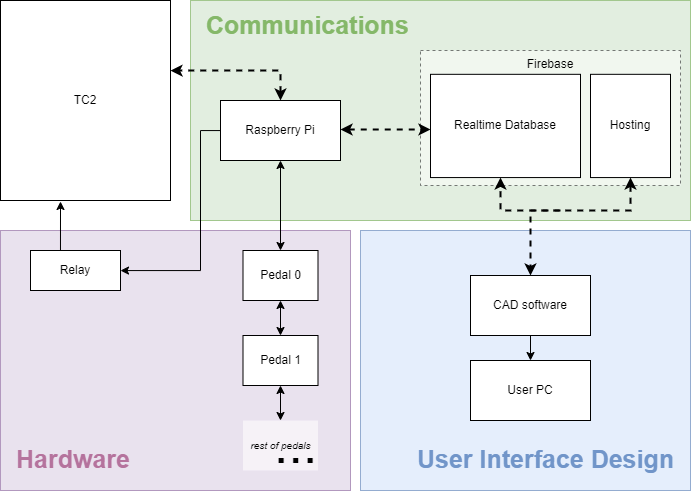 Communications
Firebase
TC2
Raspberry Pi
Realtime Database
Hosting
Relay
Pedal 0
CAD software
Pedal 1
User PC
rest of pedals
...
Hardware
User Interface Design